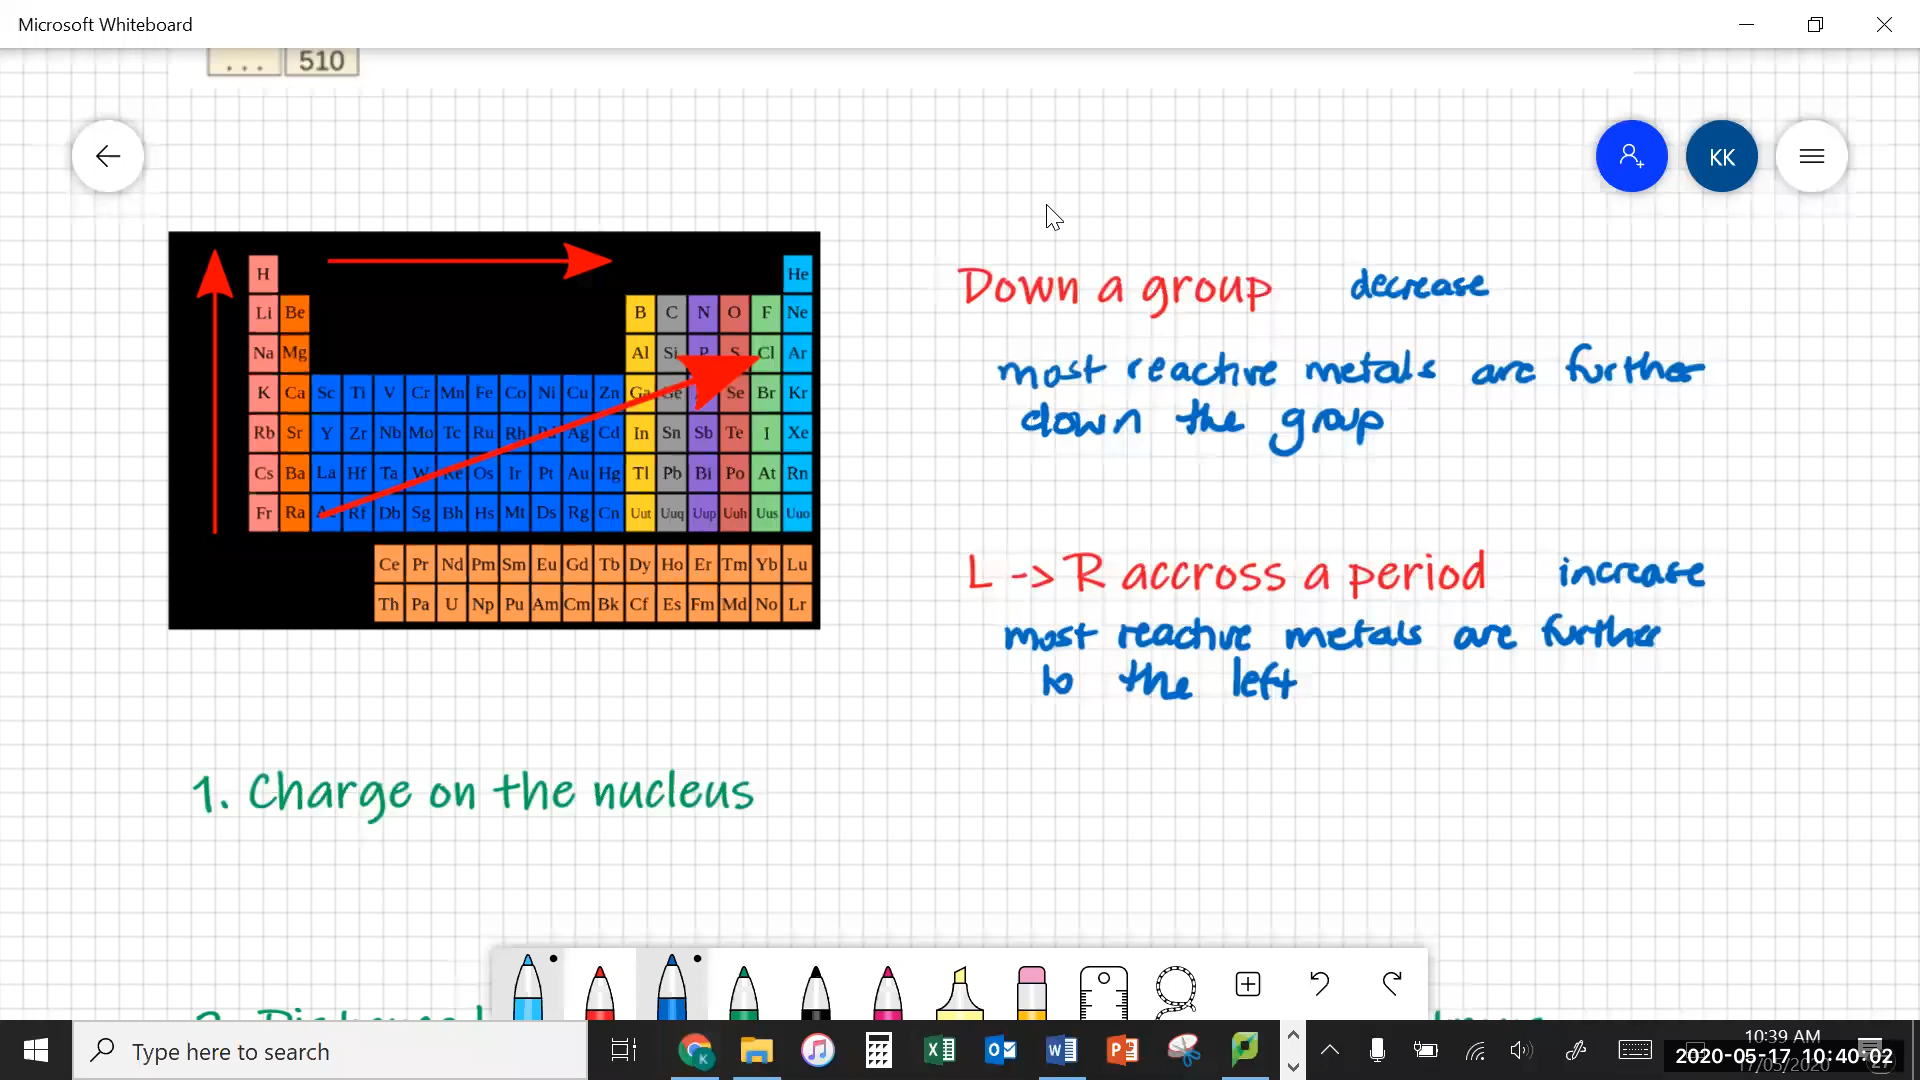 Microsoft Whiteboard
... 510
KK
H He
Li Be B C N O F Ne
Na Mg Al Si P S Cl Ar
K Ca Sc Ti V Cr Mn Fe Co Ni Cu Zn Ga Ge Se Br Kr
Rb Sr Y Zr Nb Mo Tc Ru Rh Pd Ag Cd In Sn Sb Te I Xe
Cs Ba La Hf Ta W Re Os Ir Pt Au Hg Tl Pb Bi Po At Rn
Fr Ra Ac Rf Db Sg Bh Hs Mt Ds Rg Cn Uut Uuq Uup Uuh Uus Uuo
Ce Pr Nd Pm Sm Eu Gd Tb Dy Ho Er Tm Yb Lu
Th Pa U Np Pu Am Cm Bk Cf Es Fm Md No Lr
Down a group decrease
most reactive metals are further
down the group
L -> R accross a period increase
most reactive metals are further
to the left
1. Charge on the nucleus
Type here to search
10:39 AM
2020-05-17 10:40:02
17/05/2020
27